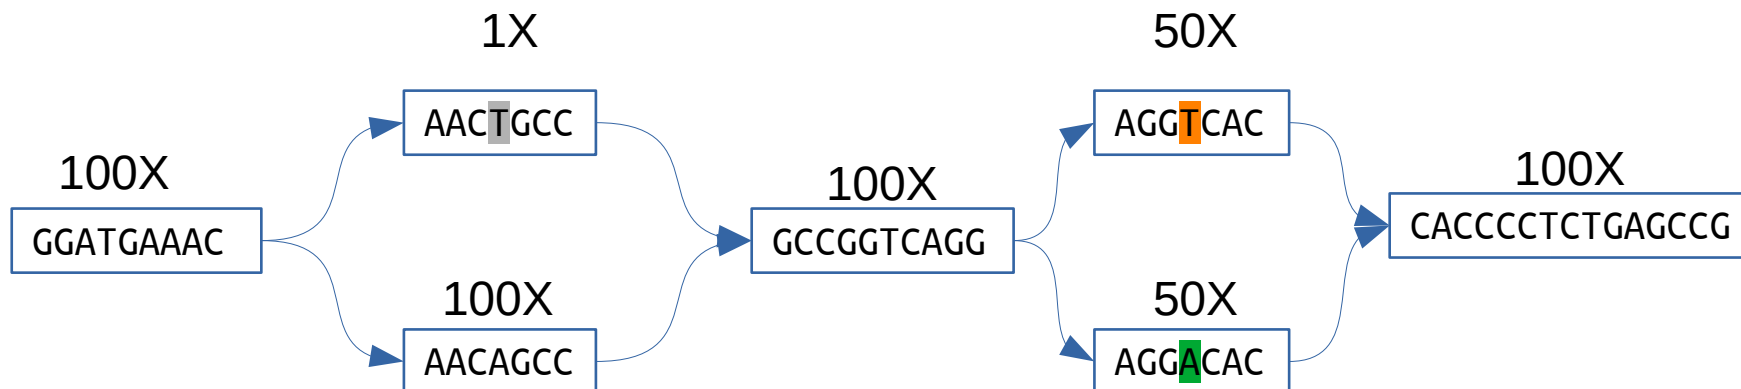 1X
50X
AACTGCC
AGGTCAC
100X
100X
100X
GGATGAAAC
GCCGGTCAGG
CACCCCTCTGAGCCG
100X
50X
AACAGCC
AGGACAC